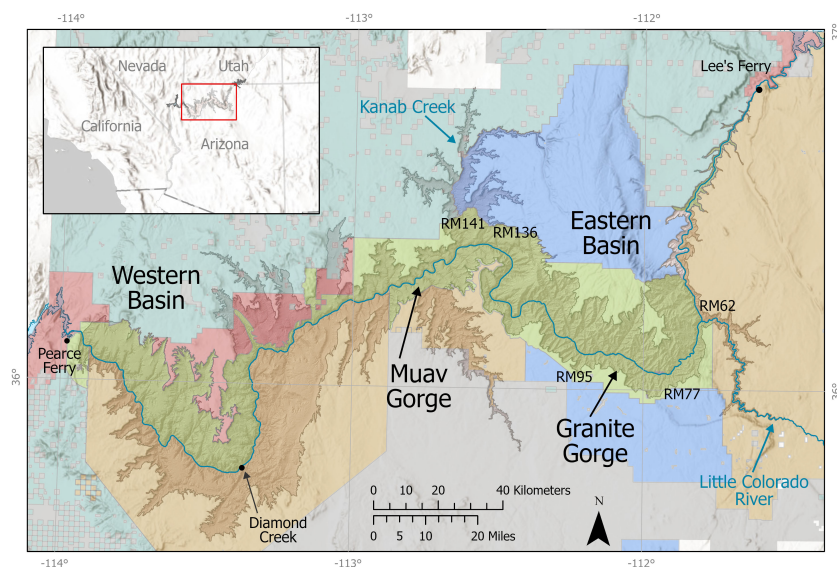 -114°
-113°
-112°
37°
Nevada
Utah
California
Arizona
Lee's Ferry
Kanab Creek
RM141
RM136
Eastern
Basin
Western
Basin
RM62
Pearce
Ferry
Muav
Gorge
36°
36°
RM95
RM77
Granite
Gorge
Little Colorado
River
Diamond
Creek
0 10 20 40 Kilometers
0 5 10 20 Miles
N
-114°
-113°
-112°